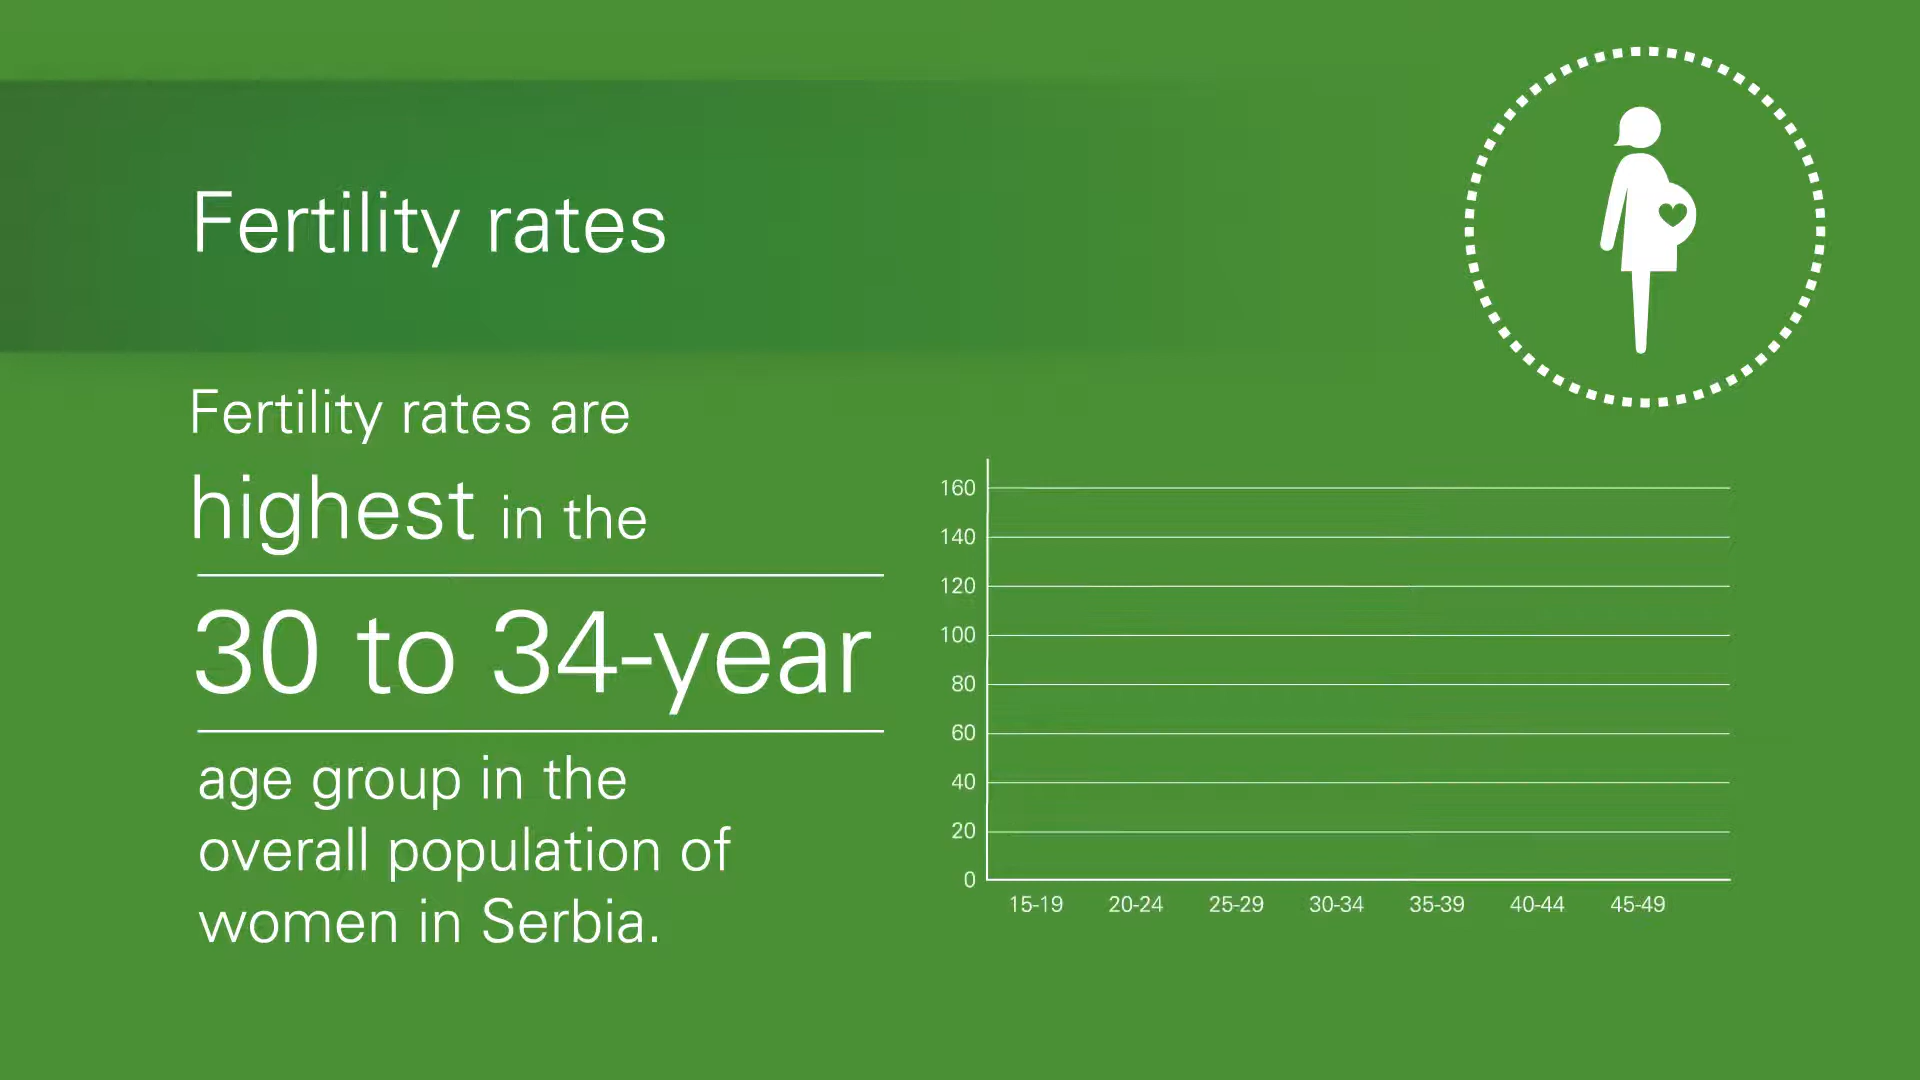 Fertility rates
Fertility rates are
highest in the
30 to 34-year
age group in the
overall population of
women in Serbia.
160
140
120
100
80
60
40
20
0
15-19 20-24 25-29 30-34 35-39 40-44 45-49